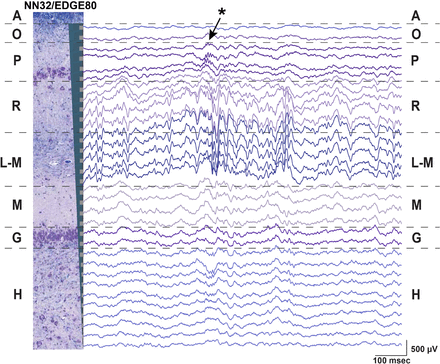 NN32/EDGE80
*
A A
O O
P P
R R
L-M L-M
M M
G G
H H
500 µV
100 msec